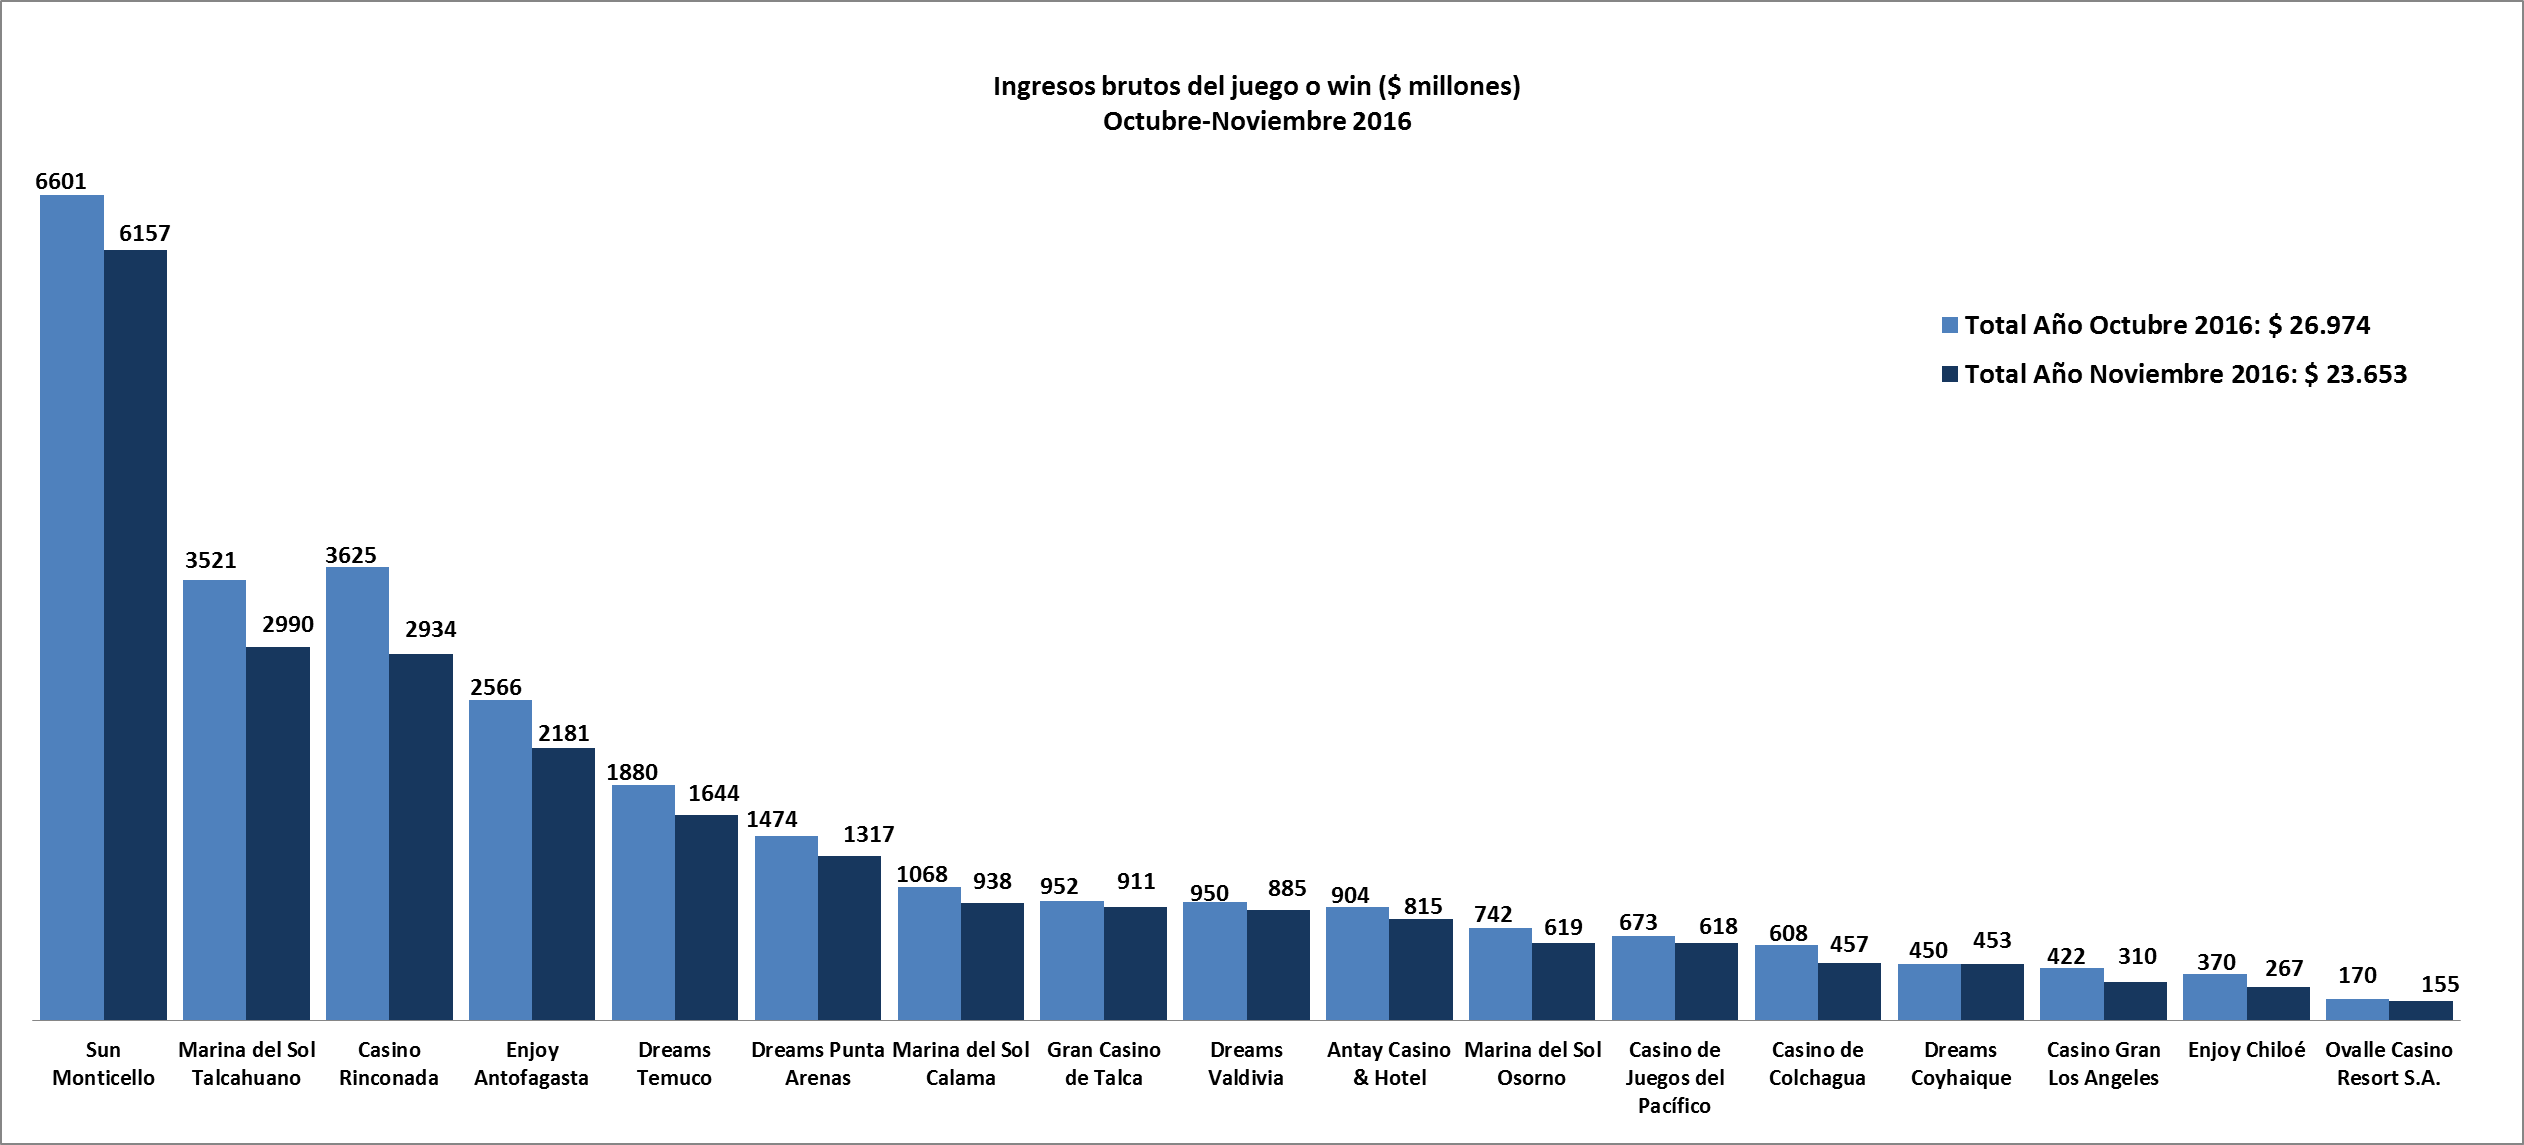 Ingresos brutos del juego o win ($ millones)
Octubre-Noviembre 2016
Total Año Octubre 2016: $ 26.974
Total Año Noviembre 2016: $ 23.653
6601
6157
3521
2990
3625
2934
2566
2181
1880
1644
1474
1317
1068
938
952
911
950
885
904
815
742
619
673
618
608
457
450
453
422
310
370
267
170
155
Sun
Monticello
Marina del Sol
Talcahuano
Casino
Rinconada
Enjoy
Antofagasta
Dreams
Temuco
Dreams Punta
Arenas
Marina del Sol
Calama
Gran Casino
de Talca
Dreams
Valdivia
Antay Casino
& Hotel
Marina del Sol
Osorno
Casino de
Juegos del
Pacífico
Casino de
Colchagua
Dreams
Coyhaique
Casino Gran
Los Angeles
Enjoy Chiloé
Ovalle Casino
Resort S.A.